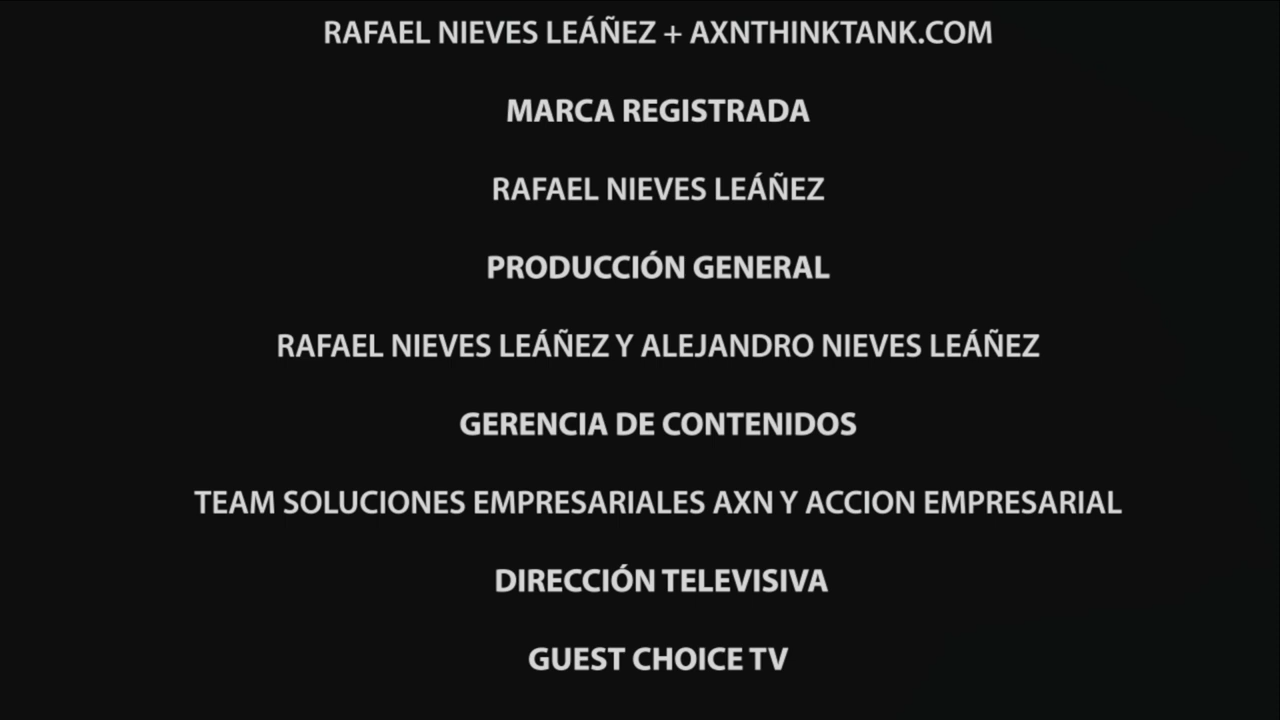 RAFAEL NIEVES LEÁÑEZ + AXNTHINKTANK.COM
MARCA REGISTRADA
RAFAEL NIEVES LEÁÑEZ
PRODUCCIÓN GENERAL
RAFAEL NIEVES LEÁÑEZ Y ALEJANDRO NIEVES LEÁÑEZ
GERENCIA DE CONTENIDOS
TEAM SOLUCIONES EMPRESARIALES AXN Y ACCION EMPRESARIAL
DIRECCIÓN TELEVISIVA
GUEST CHOICE TV